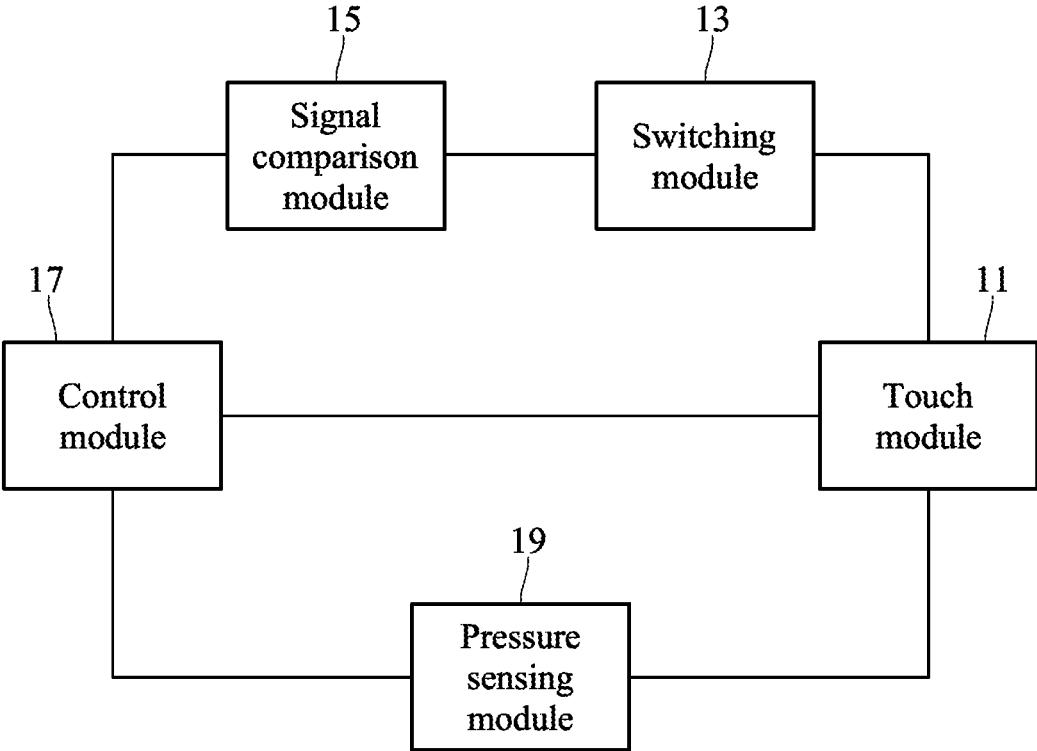 15
13
Signal
comparison
module
Switching
module
17
11
Control
module
Touch
module
19
Pressure
sensing
module